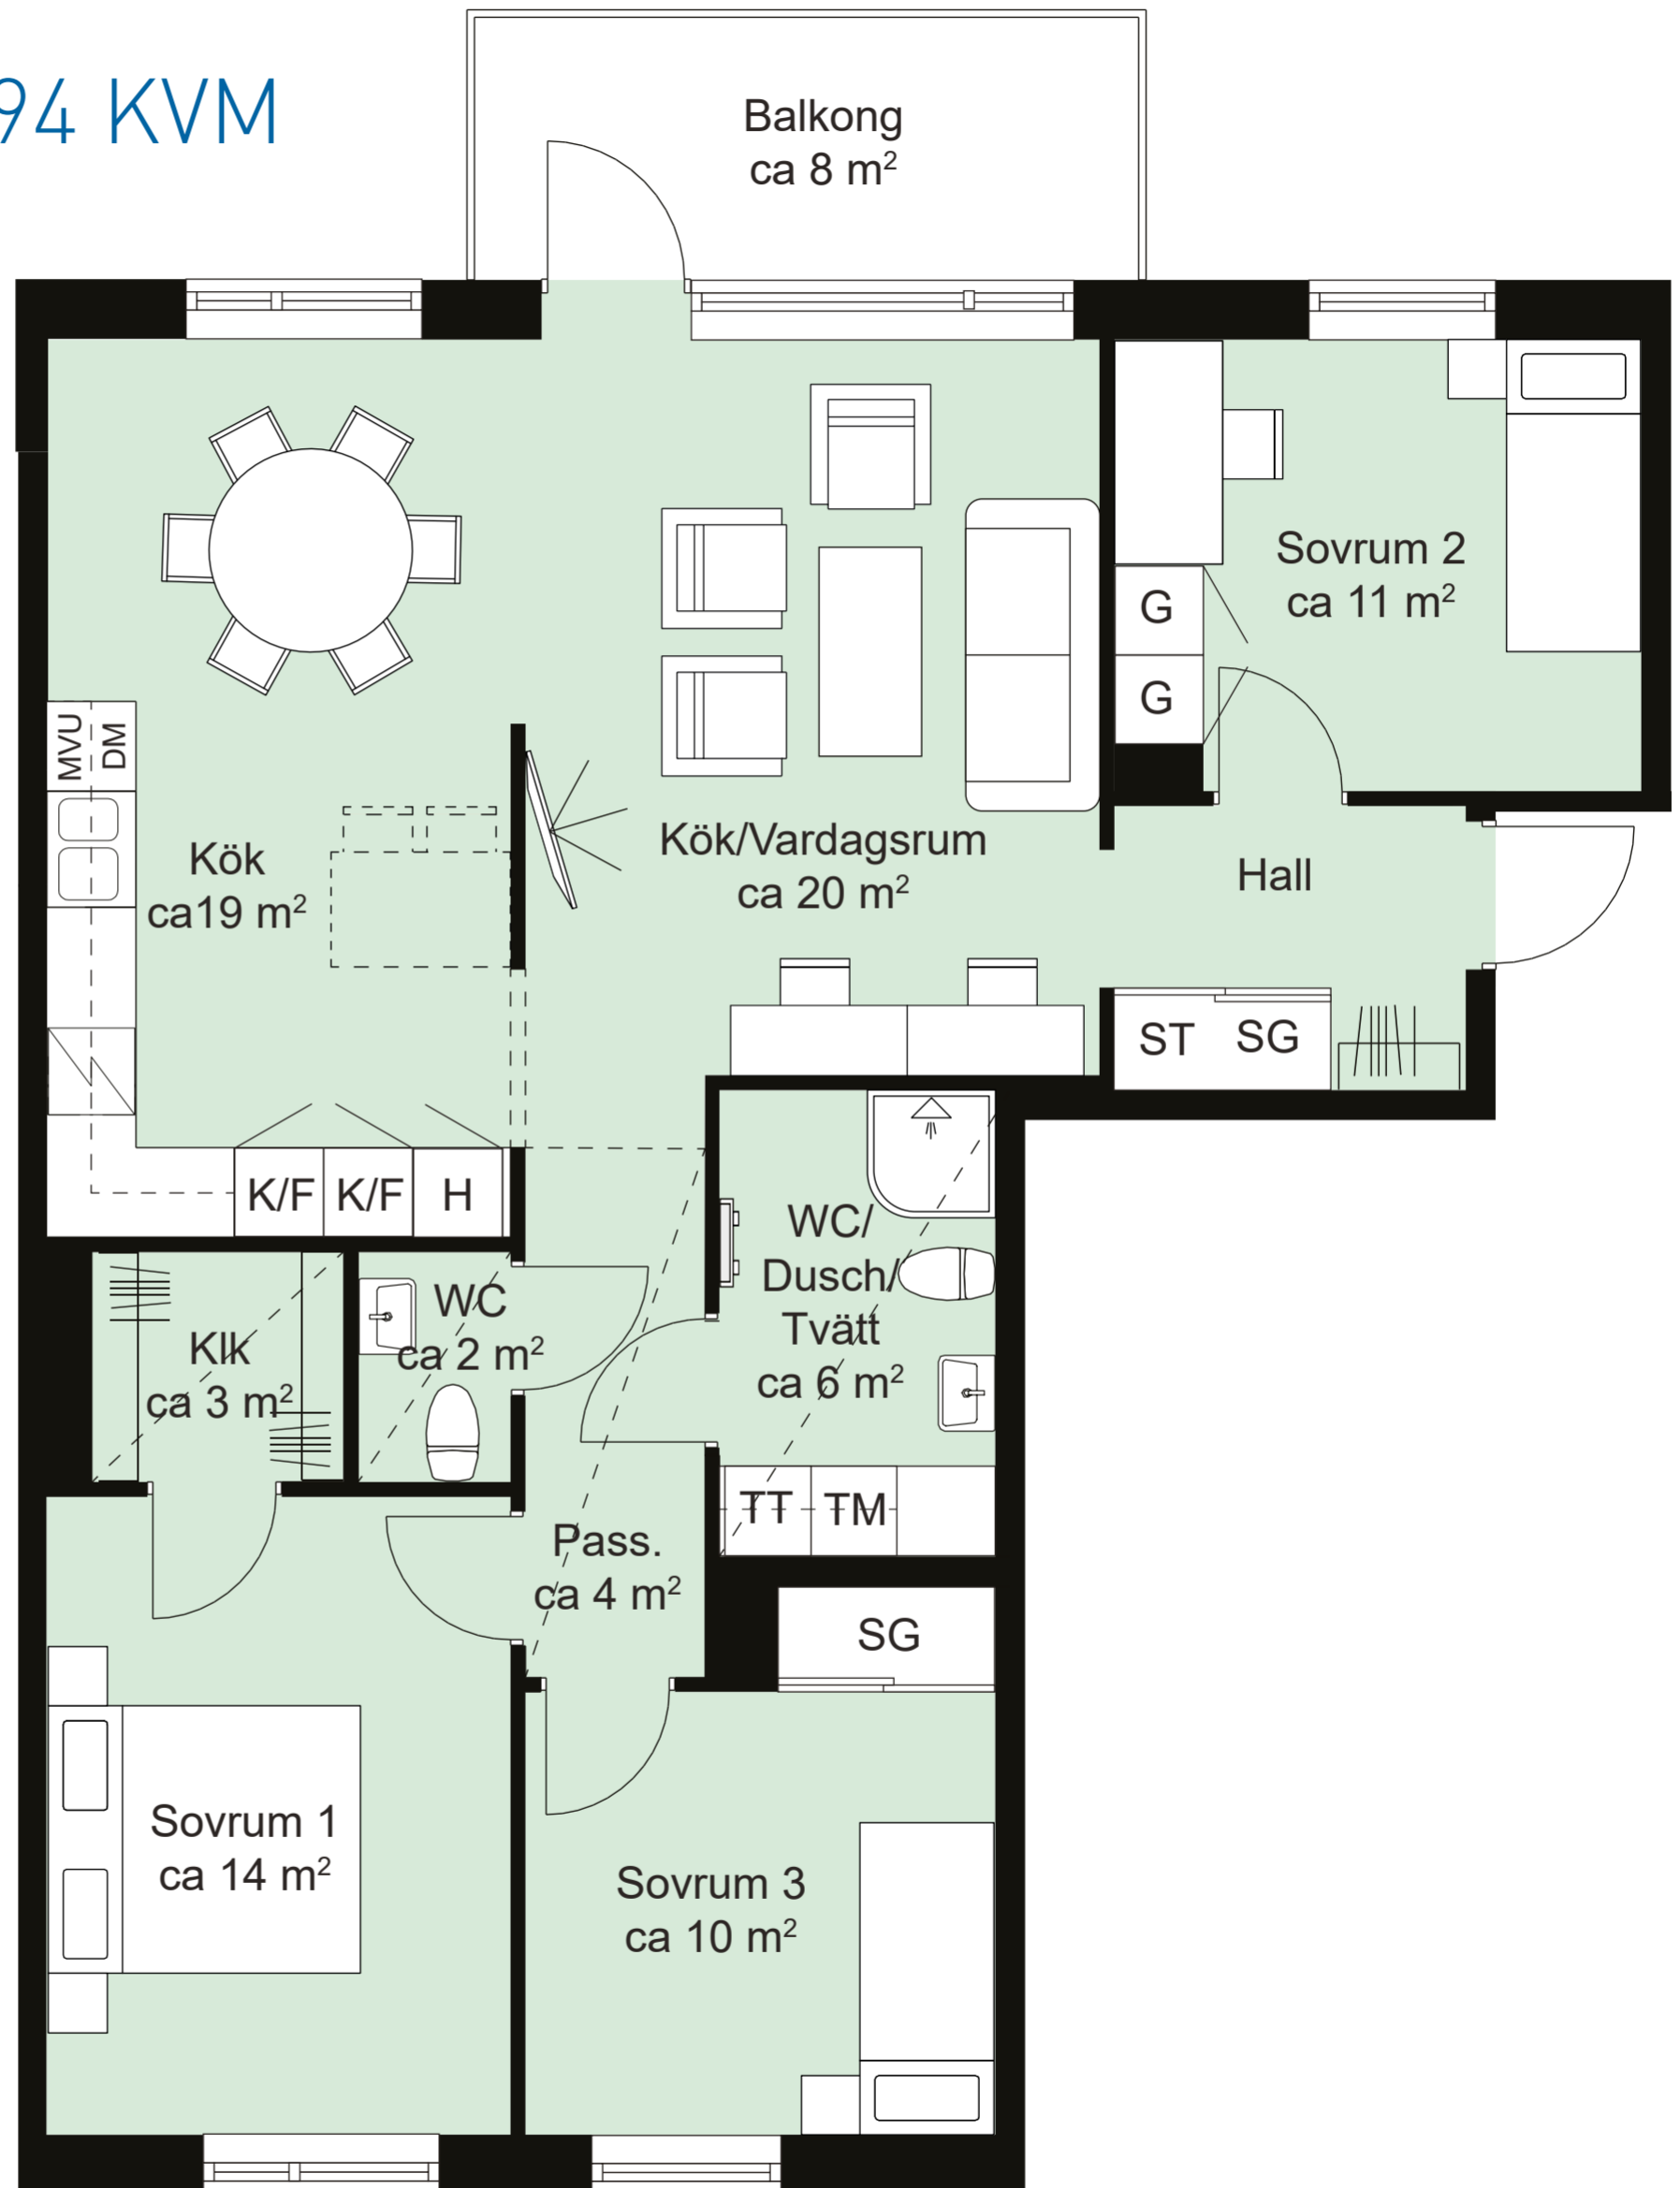 94 KVM
Balkong
ca 8 m²
Sovrum 2
ca 11 m²
G
G
MVU
DM
Kök
ca19 m²
Kök/Vardagsrum
ca 20 m²
Hall
ST SG
K/F K/F H
WC/
Dusch/
Tvätt
ca 6 m²
WC
ca 2 m²
Klk
ca 3 m²
TT TM
Pass.
ca 4 m²
SG
Sovrum 1
ca 14 m²
Sovrum 3
ca 10 m²